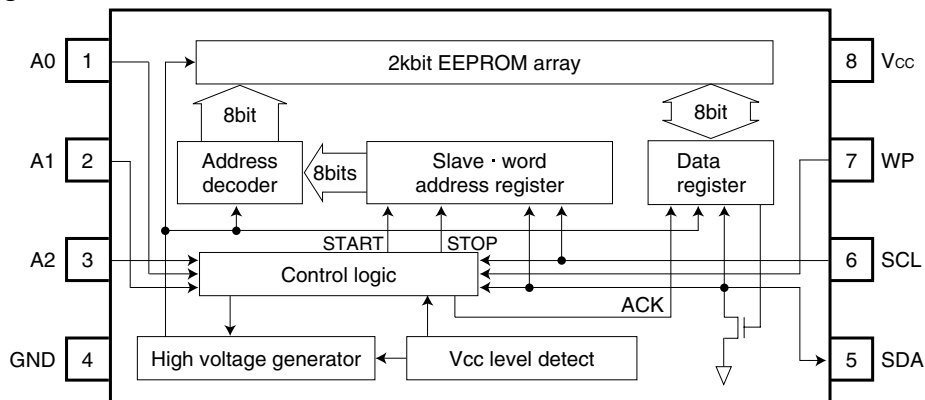 A0 1 2kbit EEPROM array 8 Vcc
8bit 8bit
A1 2 Address decoder 8bits Slave · word address register Data register 7 WP
START STOP
A2 3 Control logic 6 SCL
ACK
GND 4 High voltage generator Vcc level detect 5 SDA